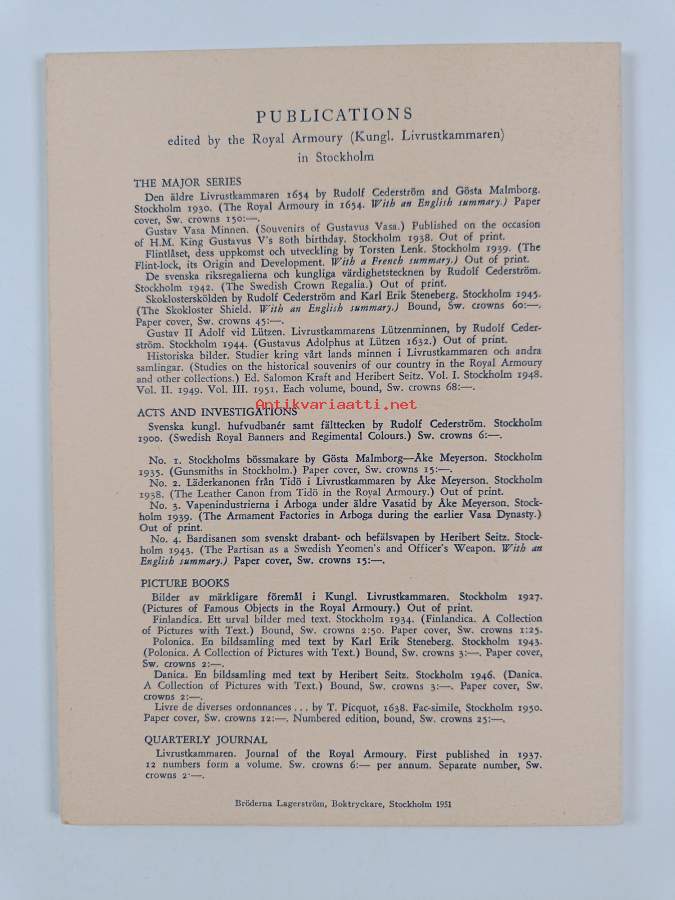 PUBLICATIONS
edited by the Royal Armoury (Kungl. Livrustkammaren)
in Stockholm
THE MAJOR SERIES
Den äldre Livrustkammaren 1654 by Rudolf Cederström and Gösta Malmborg.
Stockholm 1930. (The Royal Armoury in 1654. With an English summary.) Paper
cover, Sw. crowns 150:—.
Gustav Vasa Minnen. (Souvenirs of Gustavus Vasa.) Published on the occasion
of H.M. King Gustavus V's 80th birthday. Stockholm 1938. Out of print.
Flintlåset, dess uppkomst och utveckling by Torsten Lenk. Stockholm 1939. (The
Flint-lock, its Origin and Development. With a French summary.) Out of print.
De svenska riksregalierna och kungliga värdighetstecknen by Rudolf Cederström.
Stockholm 1942. (The Swedish Crown Regalia.) Out of print.
Skoklosterskölden by Rudolf Cederström and Karl Erik Steneberg. Stockholm 1945.
(The Skokloster Shield. With an English summary.) Bound, Sw. crowns 60:—.
Paper cover, Sw. crowns 45:—.
Gustav II Adolf vid Lützen. Livrustkammarens Lützenminnen, by Rudolf Ceder-
ström. Stockholm 1944. (Gustavus Adolphus at Lützen 1632.) Out of print.
Historiska bilder. Studier kring vårt lands minnen i Livrustkammaren och andra
samlingar. (Studies on the historical souvenirs of our country in the Royal Armoury
and other collections.) Ed. Salomon Kraft and Heribert Seitz. Vol. I. Stockholm 1948.
Vol. II. 1949. Vol. III. 1951. Each volume, bound, Sw. crowns 68:—.
Antikvariaatti.net
ACTS AND INVESTIGATIONS
Svenska kungl. hufvudbanér samt fälttecken by Rudolf Cederström. Stockholm
1900. (Swedish Royal Banners and Regimental Colours.) Sw. crowns 6:—.
No. 1. Stockholms bössmakare by Gösta Malmborg—Åke Meyerson. Stockholm
1935. (Gunsmiths in Stockholm.) Paper cover, Sw. crowns 15:—.
No. 2. Läderkanonen från Tidö i Livrustkammaren by Åke Meyerson. Stockholm
1938. (The Leather Canon from Tidö in the Royal Armoury.) Out of print.
No. 3. Vapenindustrierna i Arboga under äldre Vasatid by Åke Meyerson. Stock-
holm 1939. (The Armament Factories in Arboga during the earlier Vasa Dynasty.)
Out of print.
No. 4. Bardisanen som svenskt drabant- och befälsvapen by Heribert Seitz. Stock-
holm 1943. (The Partisan as a Swedish Yeomen's and Officer's Weapon. With an
English summary.) Paper cover, Sw. crowns 15:—.
PICTURE BOOKS
Bilder av märkligare föremål i Kungl. Livrustkammaren. Stockholm 1927.
(Pictures of Famous Objects in the Royal Armoury.) Out of print.
Finlandica. Ett urval bilder med text. Stockholm 1934. (Finlandica. A Collection
of Pictures with Text.) Bound, Sw. crowns 2:50. Paper cover, Sw. crowns 1:25.
Polonica. En bildsamling med text by Karl Erik Steneberg. Stockholm 1943.
(Polonica. A Collection of Pictures with Text.) Bound, Sw. crowns 3:—. Paper cover,
Sw. crowns 2:—.
Danica. En bildsamling med text by Heribert Seitz. Stockholm 1946. (Danica.
A Collection of Pictures with Text.) Bound, Sw. crowns 3:—. Paper cover, Sw.
crowns 2:—.
Livre de diverses ordonnances . . . by T. Picquot, 1638. Fac-simile, Stockholm 1950.
Paper cover, Sw. crowns 12:—. Numbered edition, bound, Sw. crowns 25:—.
QUARTERLY JOURNAL
Livrustkammaren. Journal of the Royal Armoury. First published in 1937.
12 numbers form a volume. Sw. crowns 6:— per annum. Separate number, Sw.
crowns 2:—.
Bröderna Lagerström, Boktryckare, Stockholm 1951